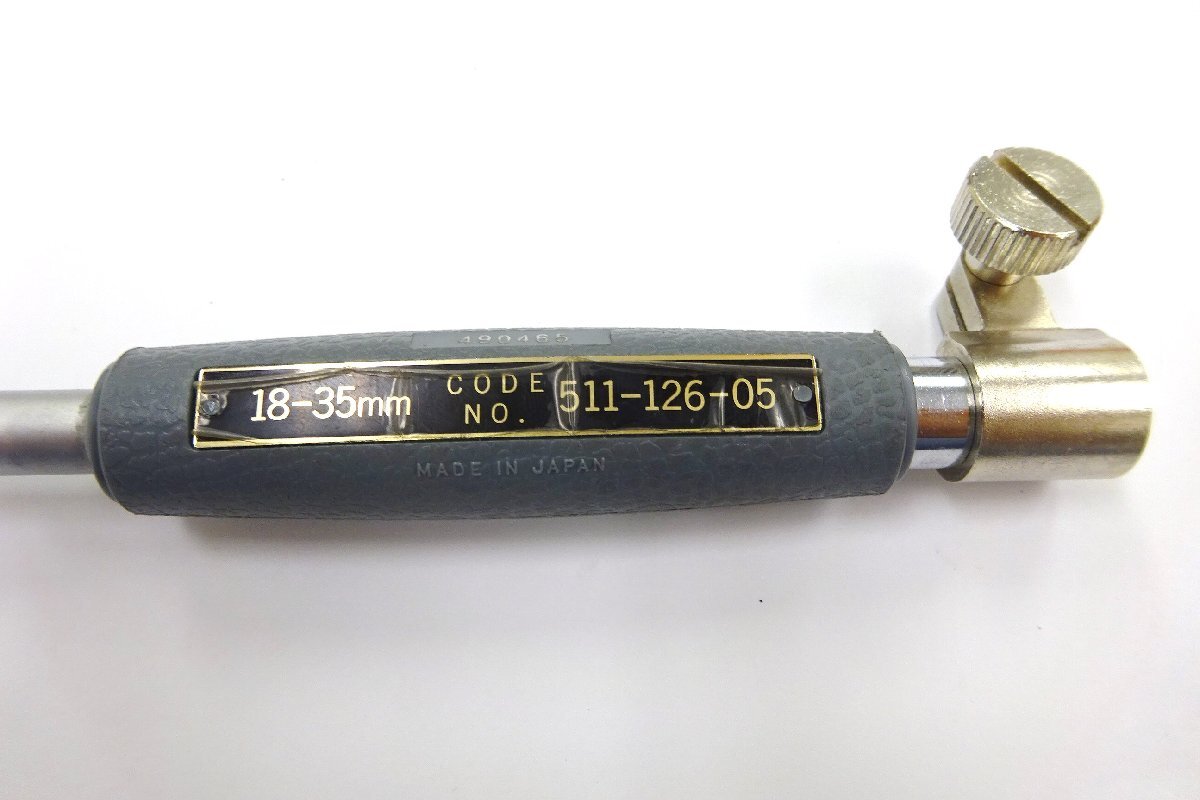 490465
18-35mm CODE NO. 511-126-05
MADE IN JAPAN